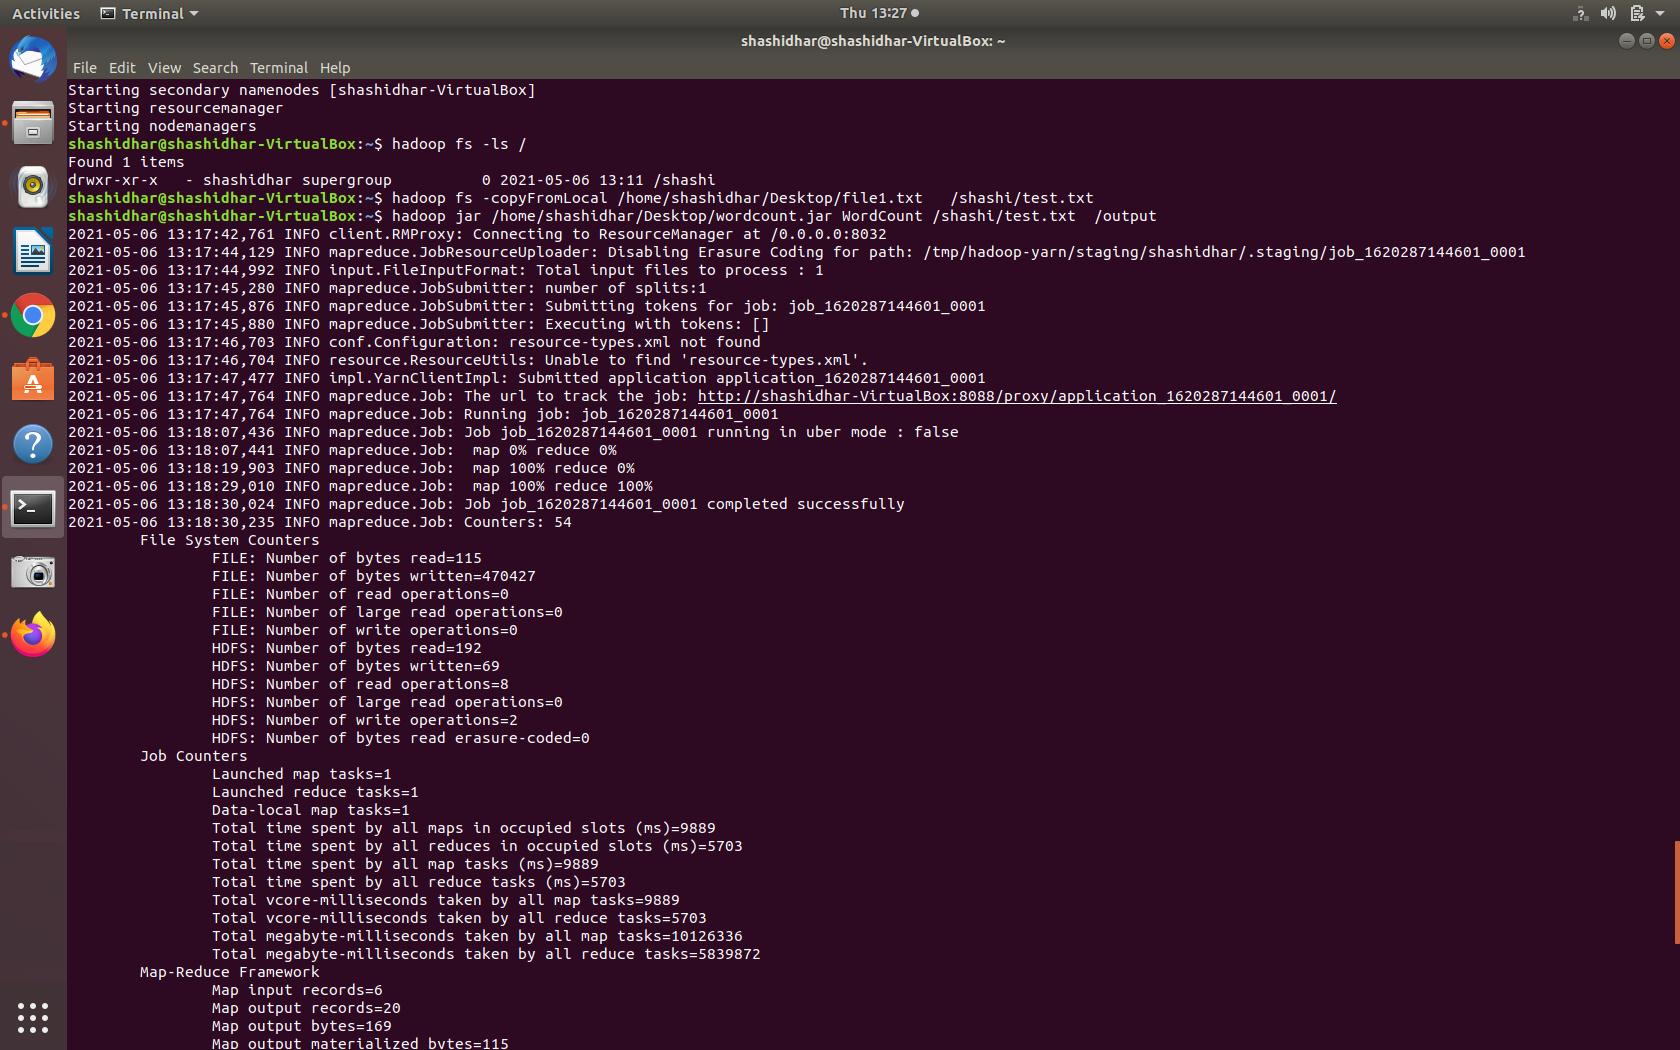 Activities Terminal Thu 13:27
shashidhar@shashidhar-VirtualBox: ~
File Edit View Search Terminal Help
Starting secondary namenodes [shashidhar-VirtualBox]
Starting resourcemanager
Starting nodemanagers
shashidhar@shashidhar-VirtualBox:~$ hadoop fs -ls /
Found 1 items
drwxr-xr-x   - shashidhar supergroup          0 2021-05-06 13:11 /shashi
shashidhar@shashidhar-VirtualBox:~$ hadoop fs -copyFromLocal /home/shashidhar/Desktop/file1.txt   /shashi/test.txt
shashidhar@shashidhar-VirtualBox:~$ hadoop jar /home/shashidhar/Desktop/wordcount.jar WordCount /shashi/test.txt  /output
2021-05-06 13:17:42,761 INFO client.RMProxy: Connecting to ResourceManager at /0.0.0.0:8032
2021-05-06 13:17:44,129 INFO mapreduce.JobResourceUploader: Disabling Erasure Coding for path: /tmp/hadoop-yarn/staging/shashidhar/.staging/job_1620287144601_0001
2021-05-06 13:17:44,992 INFO input.FileInputFormat: Total input files to process : 1
2021-05-06 13:17:45,280 INFO mapreduce.JobSubmitter: number of splits:1
2021-05-06 13:17:45,876 INFO mapreduce.JobSubmitter: Submitting tokens for job: job_1620287144601_0001
2021-05-06 13:17:45,880 INFO mapreduce.JobSubmitter: Executing with tokens: []
2021-05-06 13:17:46,703 INFO conf.Configuration: resource-types.xml not found
2021-05-06 13:17:46,704 INFO resource.ResourceUtils: Unable to find 'resource-types.xml'.
2021-05-06 13:17:47,477 INFO impl.YarnClientImpl: Submitted application application_1620287144601_0001
2021-05-06 13:17:47,764 INFO mapreduce.Job: The url to track the job: http://shashidhar-VirtualBox:8088/proxy/application_1620287144601_0001/
2021-05-06 13:17:47,764 INFO mapreduce.Job: Running job: job_1620287144601_0001
2021-05-06 13:18:07,436 INFO mapreduce.Job: Job job_1620287144601_0001 running in uber mode : false
2021-05-06 13:18:07,441 INFO mapreduce.Job:  map 0% reduce 0%
2021-05-06 13:18:19,903 INFO mapreduce.Job:  map 100% reduce 0%
2021-05-06 13:18:29,010 INFO mapreduce.Job:  map 100% reduce 100%
2021-05-06 13:18:30,024 INFO mapreduce.Job: Job job_1620287144601_0001 completed successfully
2021-05-06 13:18:30,235 INFO mapreduce.Job: Counters: 54
File System Counters
FILE: Number of bytes read=115
FILE: Number of bytes written=470427
FILE: Number of read operations=0
FILE: Number of large read operations=0
FILE: Number of write operations=0
HDFS: Number of bytes read=192
HDFS: Number of bytes written=69
HDFS: Number of read operations=8
HDFS: Number of large read operations=0
HDFS: Number of write operations=2
HDFS: Number of bytes read erasure-coded=0
Job Counters
Launched map tasks=1
Launched reduce tasks=1
Data-local map tasks=1
Total time spent by all maps in occupied slots (ms)=9889
Total time spent by all reduces in occupied slots (ms)=5703
Total time spent by all map tasks (ms)=9889
Total time spent by all reduce tasks (ms)=5703
Total vcore-milliseconds taken by all map tasks=9889
Total vcore-milliseconds taken by all reduce tasks=5703
Total megabyte-milliseconds taken by all map tasks=10126336
Total megabyte-milliseconds taken by all reduce tasks=5839872
Map-Reduce Framework
Map input records=6
Map output records=20
Map output bytes=169
Map output materialized bytes=115